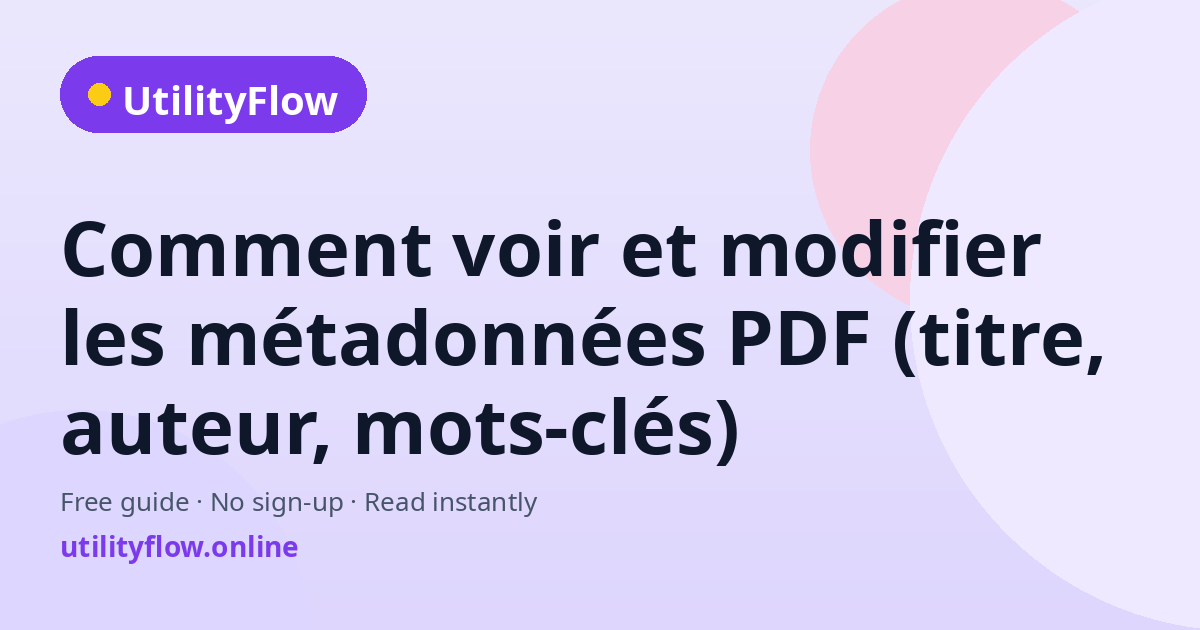 UtilityFlow
Comment voir et modifier
les métadonnées PDF (titre,
auteur, mots-clés)
Free guide · No sign-up · Read instantly
utilityflow.online